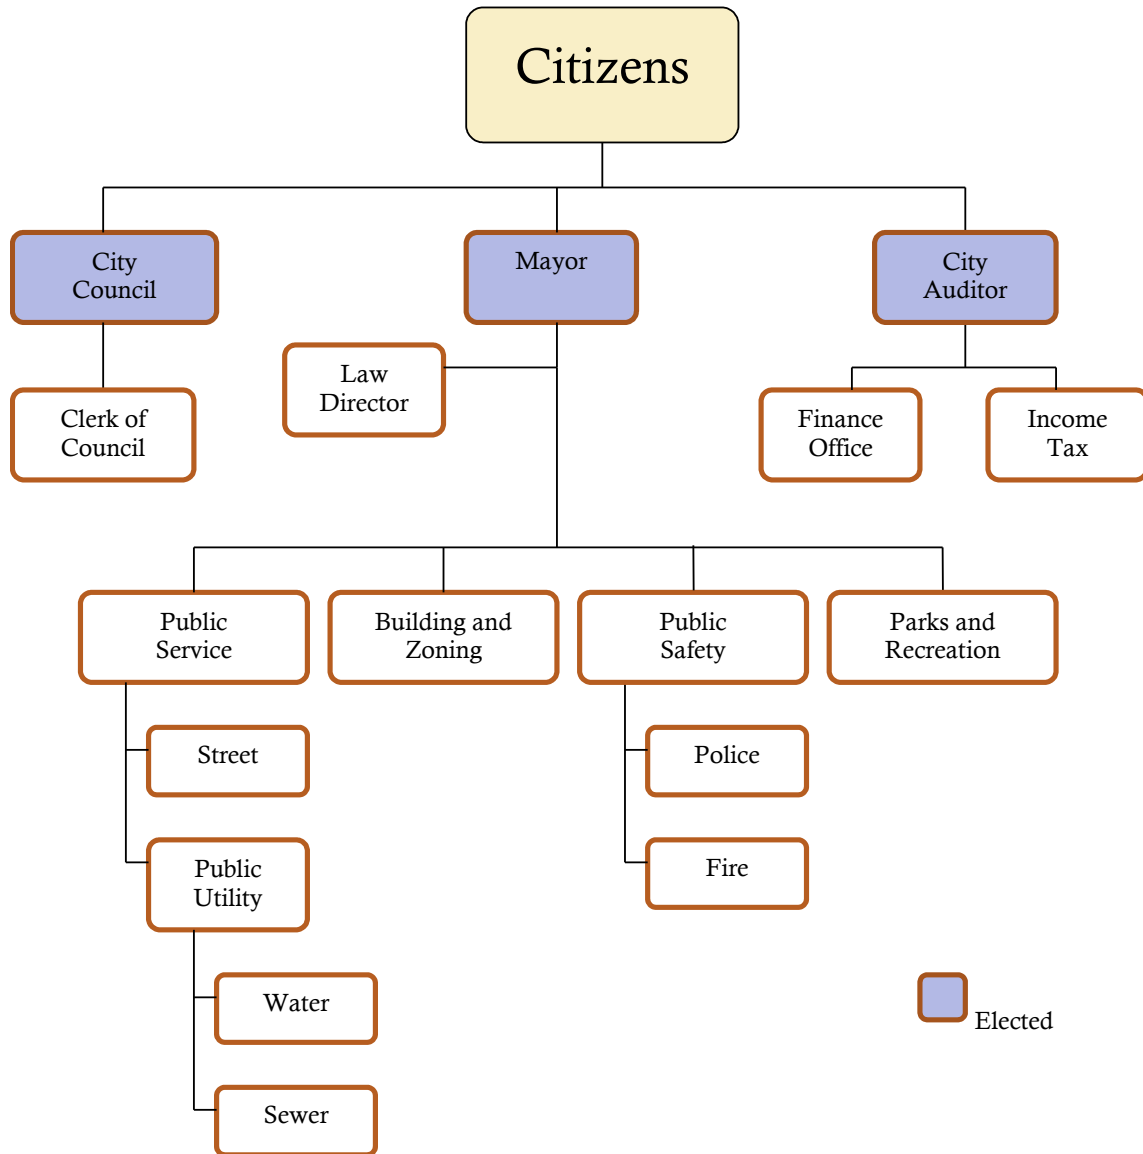 Citizens
City
Council
Mayor
City
Auditor
Law
Director
Clerk of
Council
Finance
Office
Income
Tax
Public
Service
Building and
Zoning
Public
Safety
Parks and
Recreation
Street
Police
Public
Utility
Fire
Water
Elected
Sewer